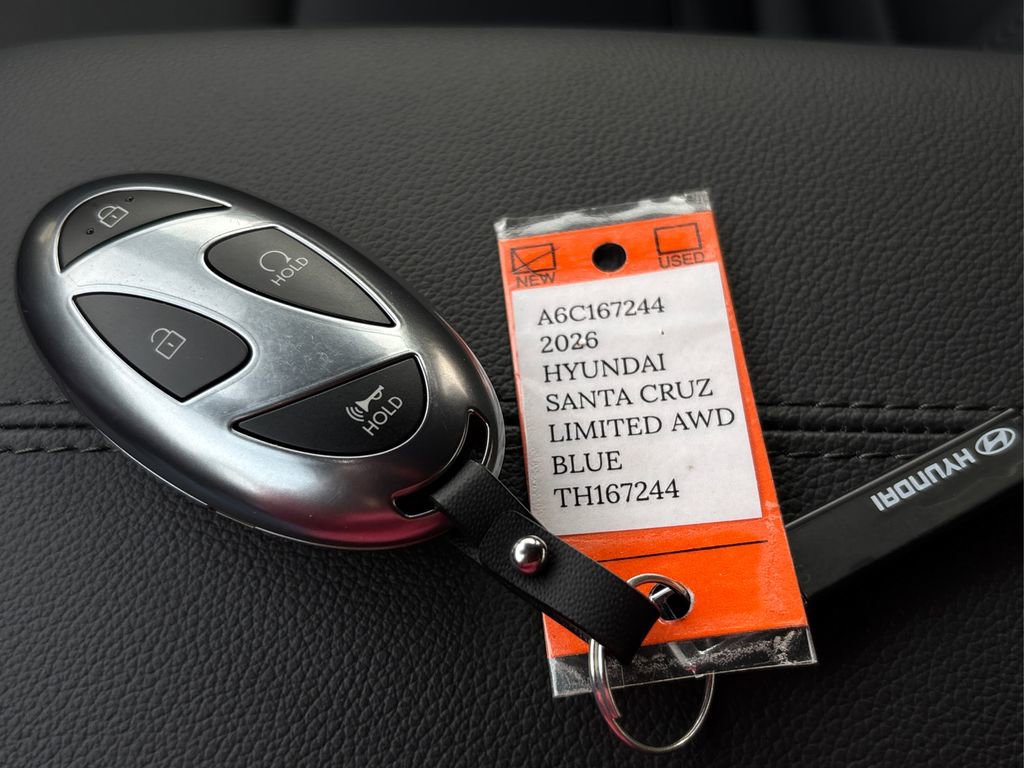 HOLD
HOLD
NEW
USED
A6C167244
2026
HYUNDAI
SANTA CRUZ
LIMITED AWD
BLUE
TH167244
HYUNDAI